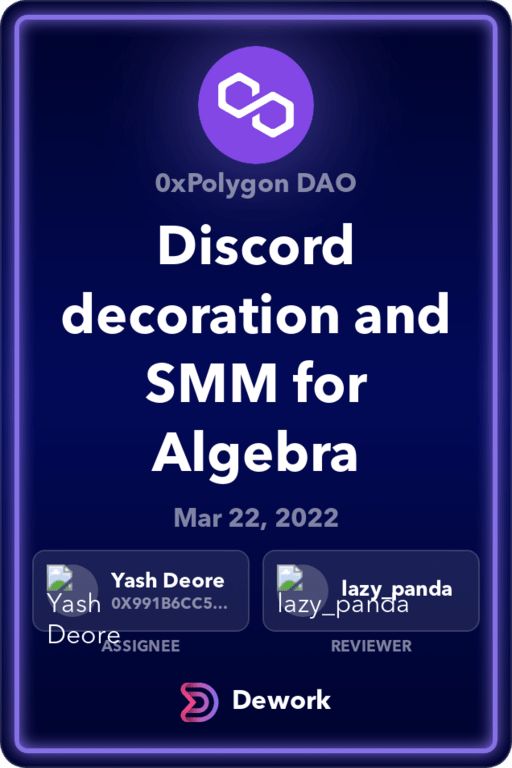 0xPolygon DAO
Discord
decoration and
SMM for
Algebra
Mar 22, 2022
Yash Deore
0X991B6CC5...
Yash
Deore
ASSIGNEE
lazy_panda
lazy_panda
REVIEWER
Dework